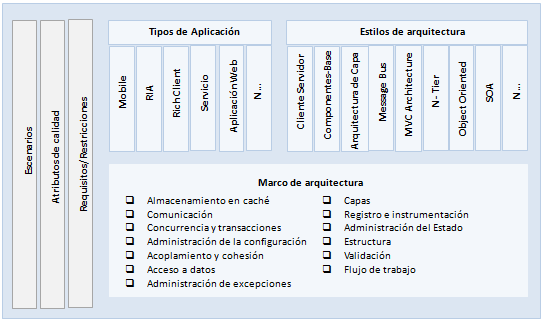 Escenarios
Atributos de calidad
Requisitos/Restricciones
Tipos de Aplicación
Mobile
RIA
RichClient
Servicio
Aplicación Web
N...
Estilos de arquitectura
Cliente Servidor
Componentes-Base
Arquitectura de Capa
Message Bus
MVC Architecture
N- Tier
Object Oriented
SOA
N...
Marco de arquitectura
Almacenamiento en caché
Comunicación
Concurrencia y transacciones
Administración de la configuración
Acoplamiento y cohesión
Acceso a datos
Administración de excepciones
Capas
Registro e instrumentación
Administración del Estado
Estructura
Validación
Flujo de trabajo